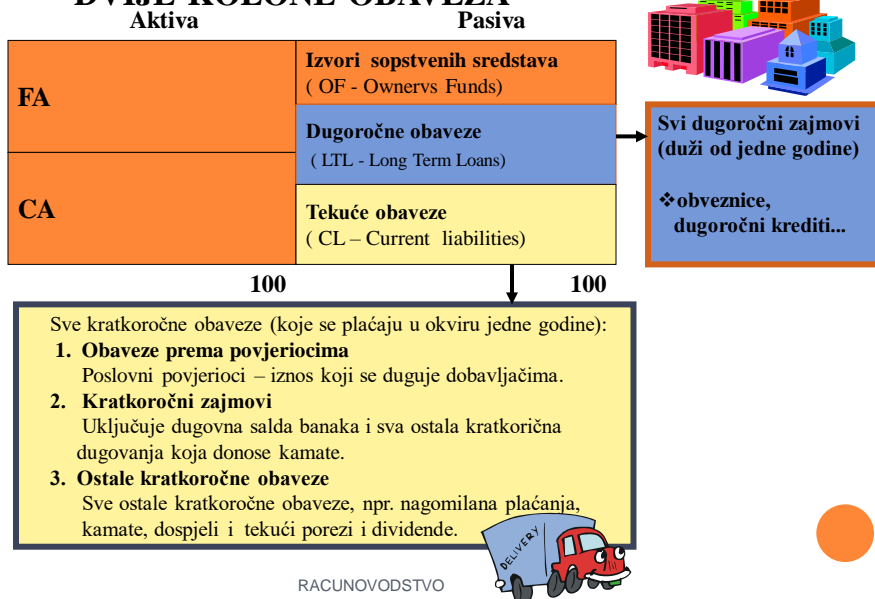 DVIJE KOLONE OBAVEZA
Aktiva
Pasiva
FA
CA
Izvori sopstvenih sredstava
( OF - Ownervs Funds)
Dugoročne obaveze
( LTL - Long Term Loans)
Tekuće obaveze
( CL – Current liabilities)
100
100
Svi dugoročni zajmovi
(duži od jedne godine)
❖obveznice,
dugoročni krediti...
Sve kratkoročne obaveze (koje se plaćaju u okviru jedne godine):
1. Obaveze prema povjeriocima
Poslovni povjerioci – iznos koji se duguje dobavljačima.
2. Kratkoročni zajmovi
Uključuje dugovna salda banaka i sva ostala kratkorična
dugovanja koja donose kamate.
3. Ostale kratkoročne obaveze
Sve ostale kratkoročne obaveze, npr. nagomilana plaćanja,
kamate, dospjeli i tekući porezi i dividende.
DELIVERY
RACUNOVODSTVO